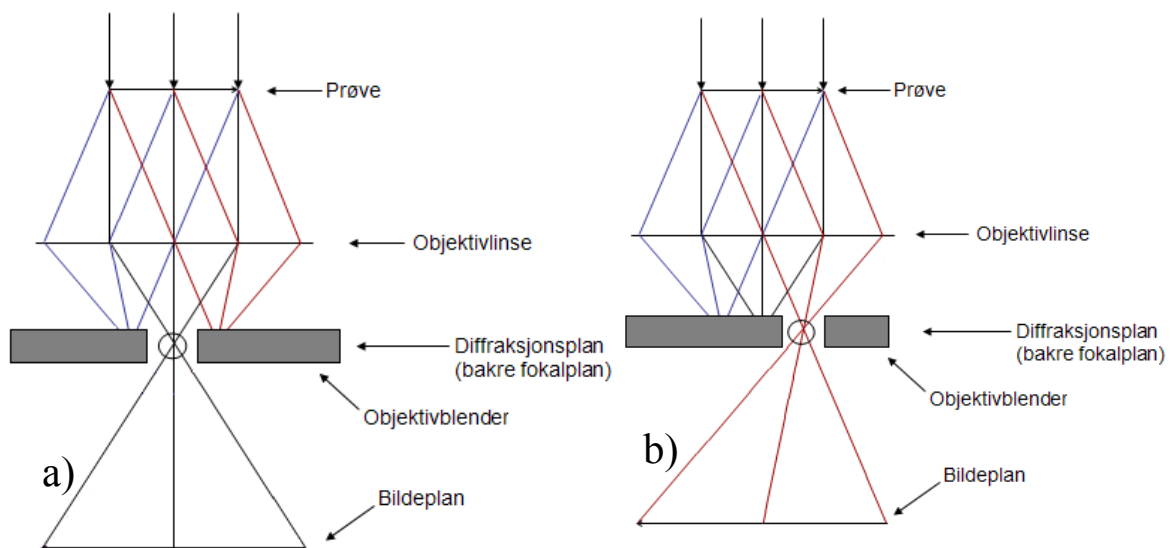 Prøve
Objektivlinse
Diffraksjonsplan
(bakre fokalplan)
Objektivblender
a)
Bildeplan
Prøve
Objektivlinse
Diffraksjonsplan
(bakre fokalplan)
Objektivblender
b)
Bildeplan